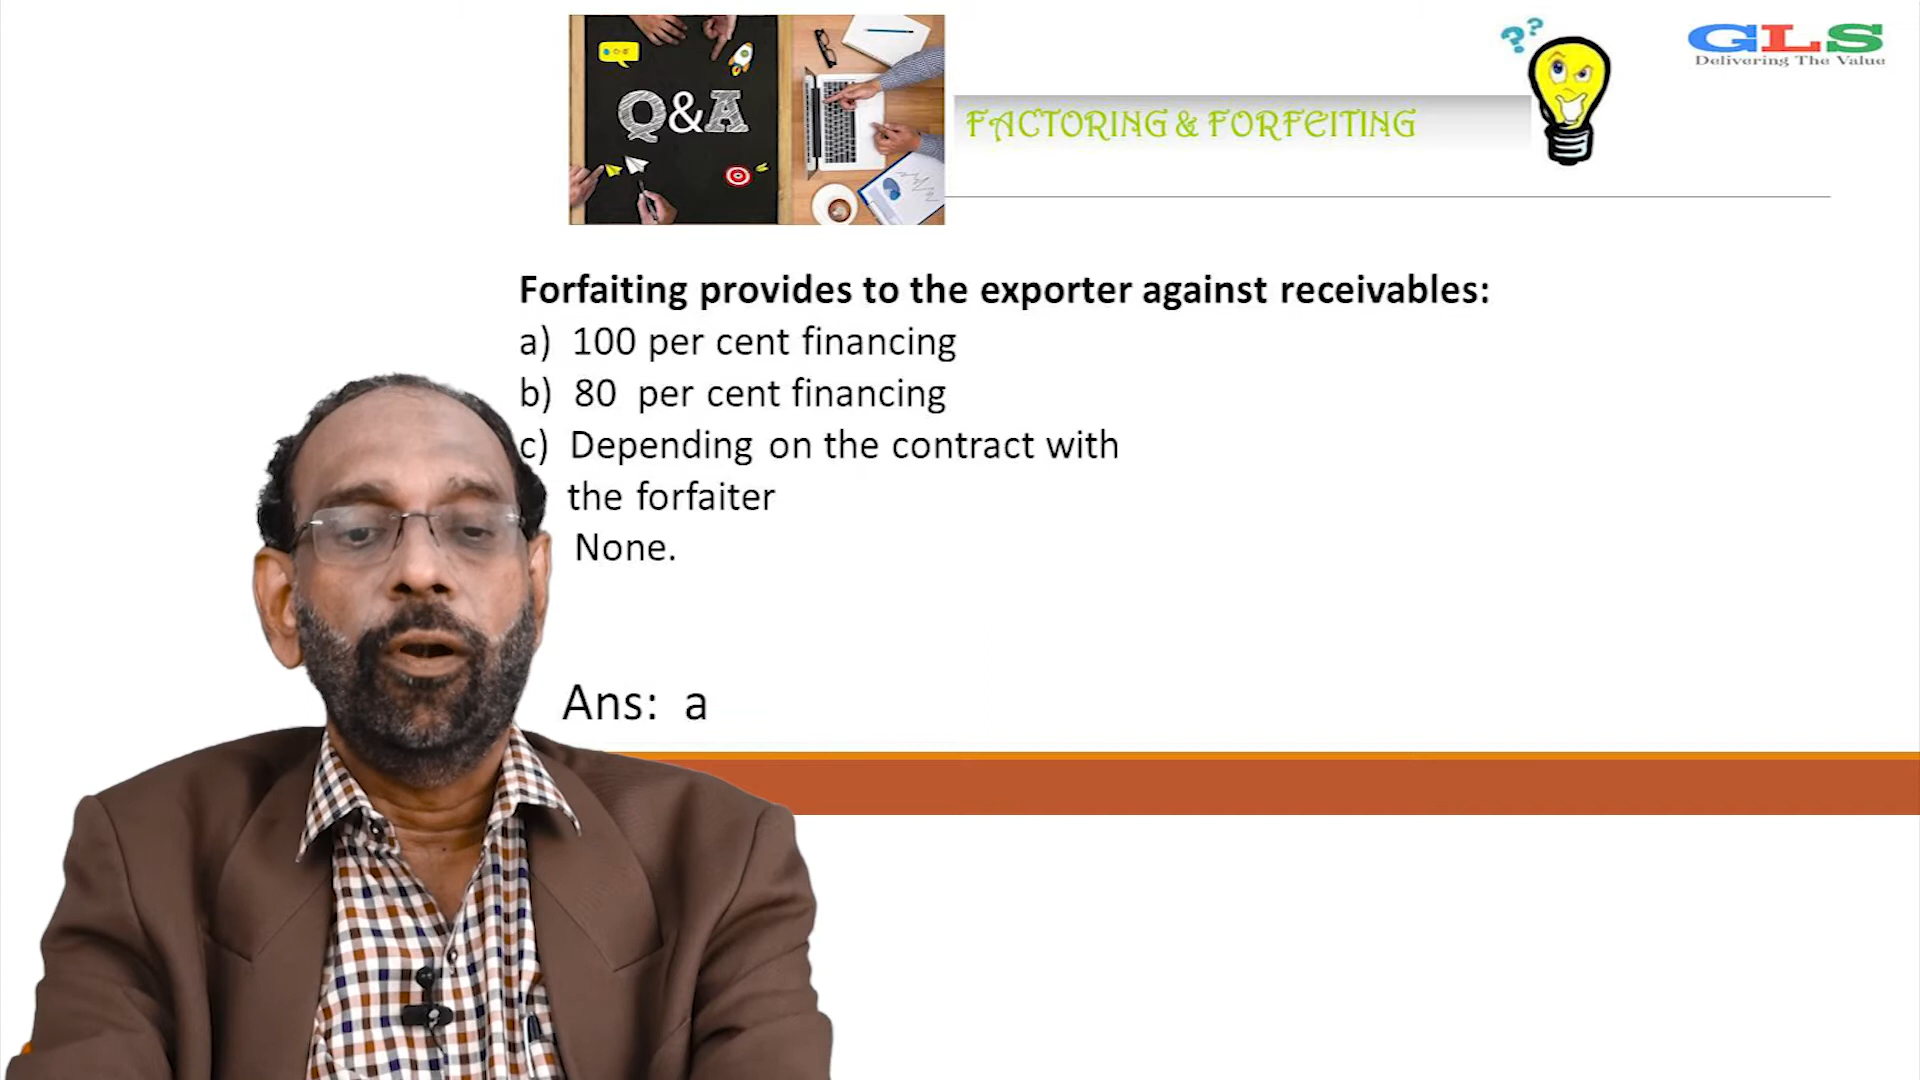 Q&A
FACTORING & FORFEITING
??
GLS
Delivering The Value
Forfaiting provides to the exporter against receivables:
a) 100 per cent financing
b) 80 per cent financing
c) Depending on the contract with
the forfaiter
None.
Ans: a